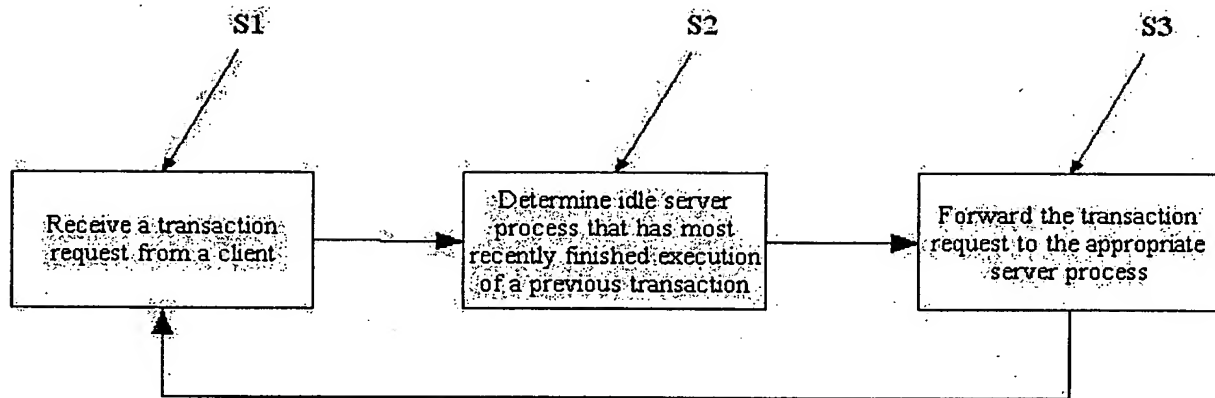 S1
S2
S3
Receive a transaction
request from a client
Determine idle server
process that has most
recently finished execution
of a previous transaction
Forward the transaction
request to the appropriate
server process